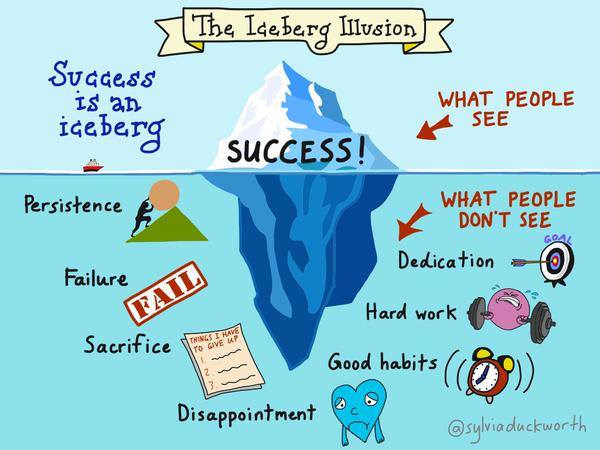 The Iceberg Illusion
Success
is an
iceberg
WHAT PEOPLE
SEE
SUCCESS!
WHAT PEOPLE
DON'T SEE
Persistence
GOAL
Dedication
Failure
FAIL
Hard work
Sacrifice
THINGS I HAVE
TO GIVE UP
1.
2.
3.
Good habits
Disappointment
@sylviaduckworth